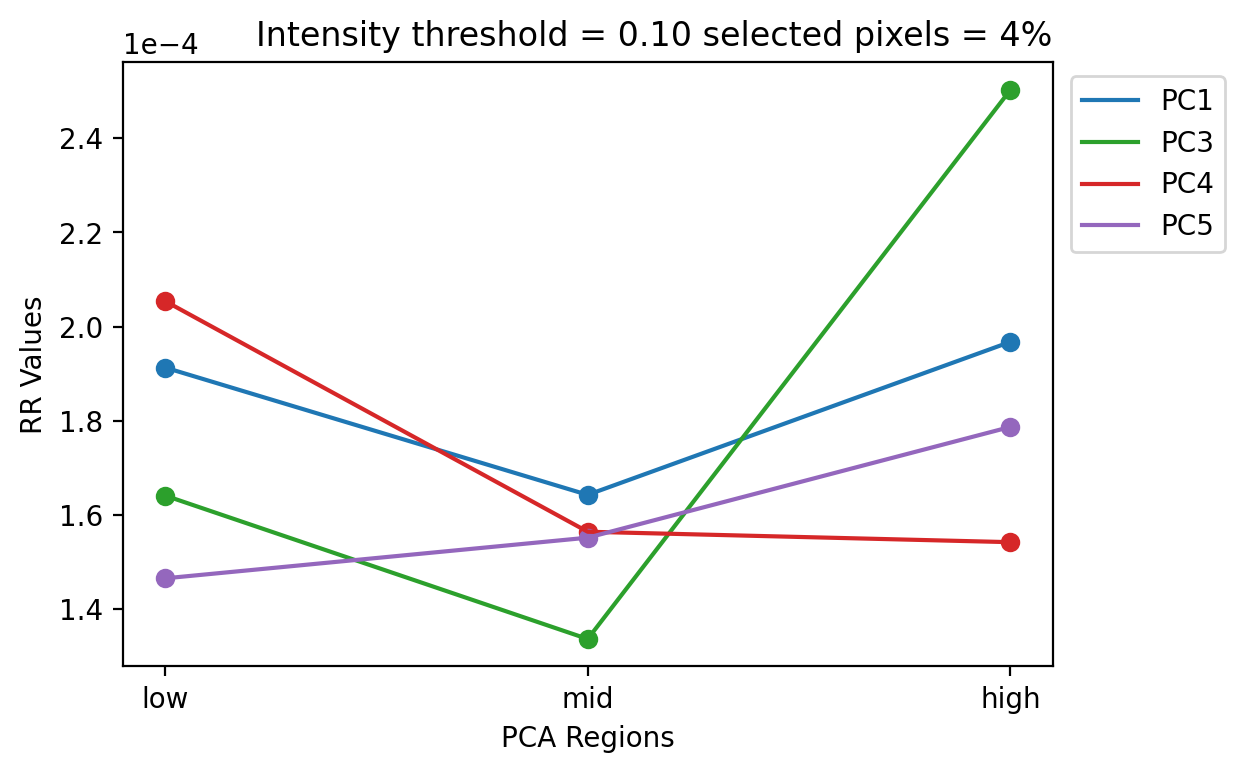 Intensity threshold = 0.10 selected pixels = 4%
1e−4
2.4
2.2
2.0
1.8
1.6
1.4
RR Values
low mid high
PCA Regions
PC1
PC3
PC4
PC5